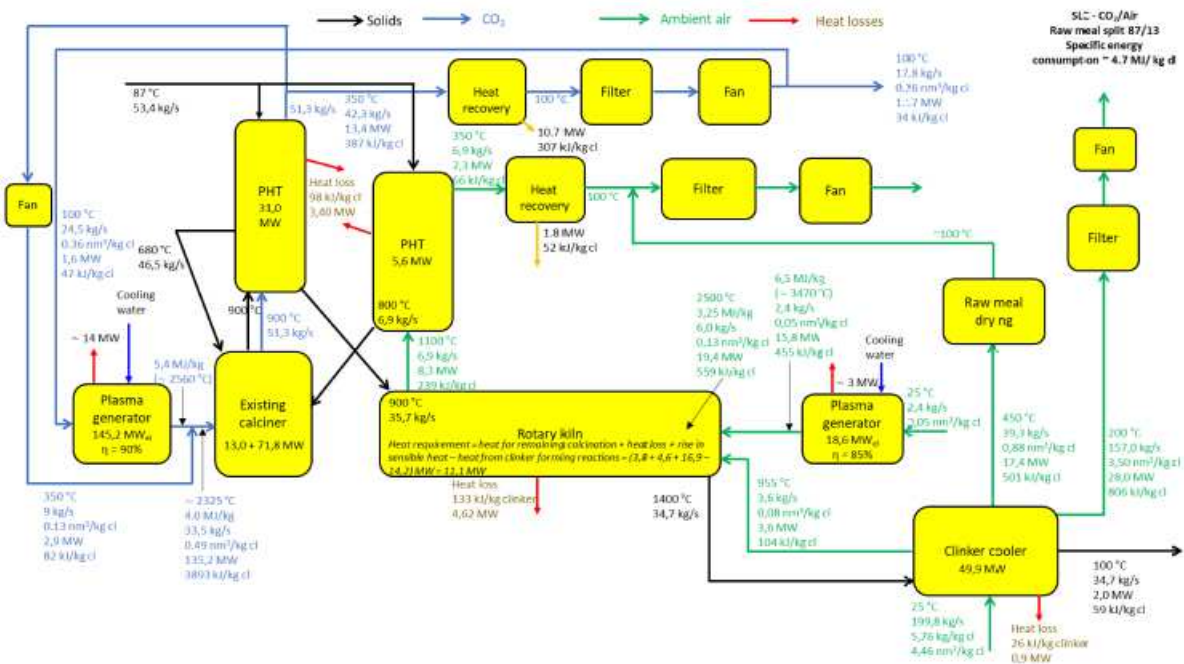 Solids
CO₂
Ambient air
Heat losses
SLC - CO₂/Air
Raw meal split 87/13
Specific energy
consumption ~ 4.7 MJ/ kg cl
87 °C
53,4 kg/s
51,3 kg/s
350 °C
42,3 kg/s
13,4 MW
387 kJ/kg cl
Heat
recovery
100 °C
Filter
Fan
100 °C
17,8 kg/s
0.26 nm³/kg cl
34 kJ/kg cl
10.7 MW
307 kJ/kg cl
350 °C
6,9 kg/s
2,3 MW
66 kJ/kg cl
Heat
recovery
100 °C
Filter
Fan
1.8 MW
52 kJ/kg cl
Fan
Filter
Fan
100 °C
24,5 kg/s
0.36 nm³/kg cl
1,6 MW
47 kJ/kg cl
PHT
31,0
MW
Heat loss
98 kJ/kg cl
3,40 MW
PHT
5,6 MW
800 °C
6,9 kg/s
680 °C
46,5 kg/s
900 °C
900 °C
51,3 kg/s
Cooling
water
~ 14 MW
5,4 MJ/kg
(~ 2560 °C)
Plasma
generator
145,2 MWel
η = 90%
Existing
calciner
13,0 + 71,8 MW
350 °C
9 kg/s
0.13 nm³/kg cl
2,9 MW
82 kJ/kg cl
~ 2325 °C
4.0 MJ/kg
33,5 kg/s
0,49 nm³/kg cl
135,2 MW
3893 kJ/kg cl
1100 °C
6,9 kg/s
8,3 MW
239 kJ/kg cl
2500 °C
3,25 MJ/kg
6,0 kg/s
0,13 nm³/kg cl
19,4 MW
559 kJ/kg cl
6,5 MJ/kg
(~ 3470 °C)
2,4 kg/s
0,05 nm³/kg cl
15,8 MW
455 kJ/kg cl
Cooling
water
~ 3 MW
Plasma
generator
18,6 MWel
η = 85%
25 °C
2,4 kg/s
0,05 nm³/kg cl
~100 °C
Raw meal
450 °C
39,3 kg/s
0,88 nm³/kg cl
17,4 MW
501 kJ/kg cl
200 °C
157,0 kg/s
3,50 nm³/kg cl
28,0 MW
806 kJ/kg cl
900 °C
35,7 kg/s
Rotary kiln
Heat requirement = heat for remaining calcination + heat loss + rise in
sensible heat – heat from clinker forming reactions = (3,8 + 4,6 + 16,9 –
14,2) MW = 11,1 MW
Heat loss
133 kJ/kg clinker
4,62 MW
1400 °C
34,7 kg/s
955 °C
3,6 kg/s
0,08 nm³/kg cl
3,6 MW
104 kJ/kg cl
Clinker cooler
49,9 MW
100 °C
34,7 kg/s
2,0 MW
59 kJ/kg cl
25 °C
199,8 kg/s
5,76 kg/kg cl
4,46 nm³/kg cl
Heat loss
26 kJ/kg clinker
0,9 MW